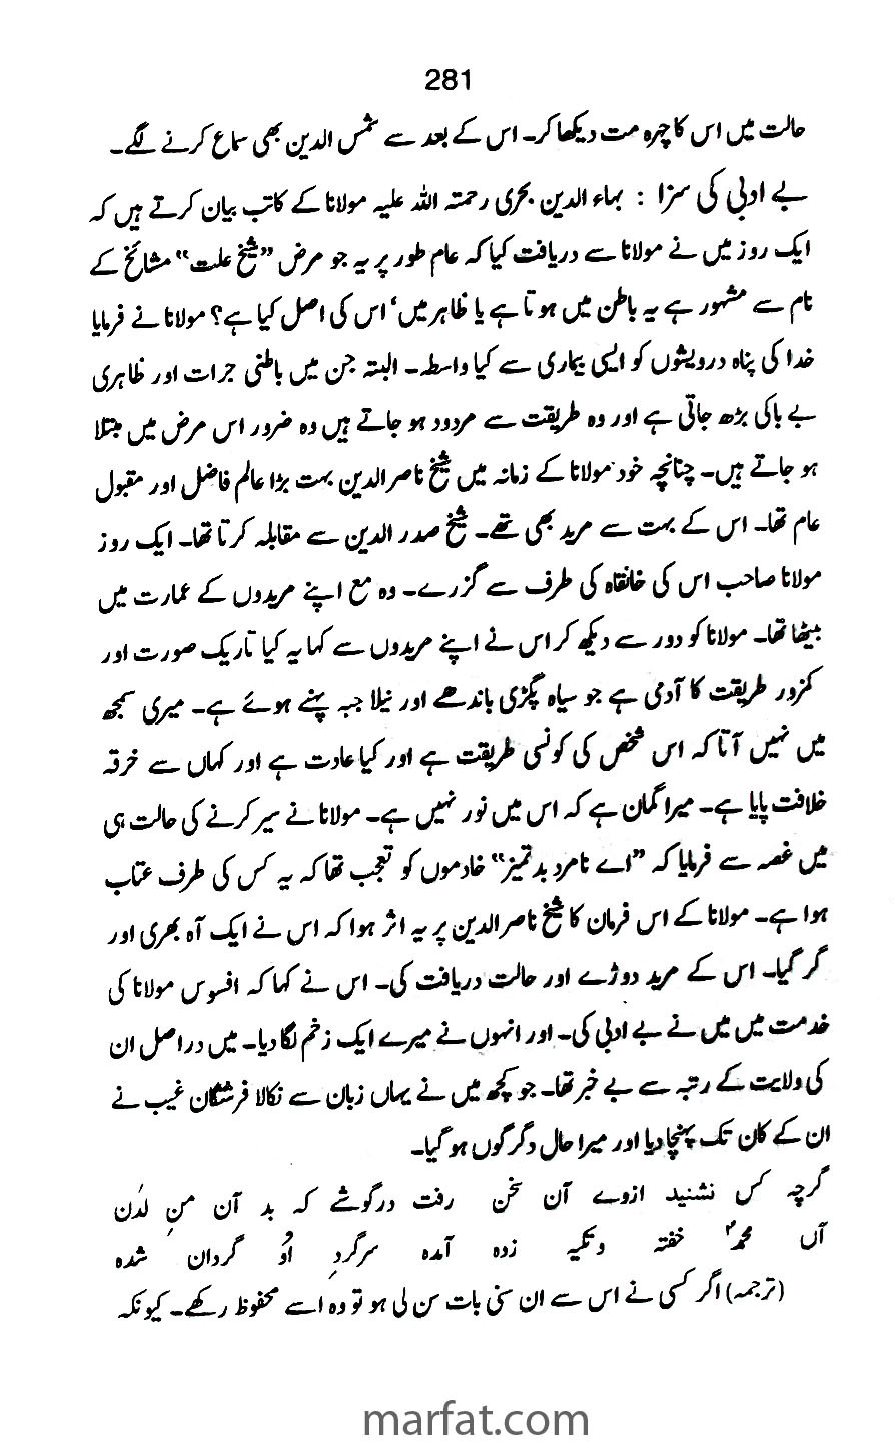 281
حالت میں اس کا چہرہ مت دیکھا کر۔ اس کے بعد سے شمس الدین بھی سماع کرنے لگے۔
بے ادبی کی سزا : بہاء الدین بحری رحمتہ اللہ علیہ مولانا کے کاتب بیان کرتے ہیں کہ
ایک روز میں نے مولانا سے دریافت کیا کہ عام طور پر یہ جو مرض ”شیخ علت“ مشائخ کے
نام سے مشہور ہے یہ باطن میں ہوتا ہے یا ظاہر میں‘ اس کی اصل کیا ہے؟ مولانا نے فرمایا
خدا کی پناہ درویشوں کو ایسی بیماری سے کیا واسطہ۔ البتہ جن میں باطنی جرات اور ظاہری
بے باکی بڑھ جاتی ہے اور وہ طریقت سے مردود ہو جاتے ہیں وہ ضرور اس مرض میں مبتلا
ہو جاتے ہیں۔ چنانچہ خود مولانا کے زمانہ میں شیخ ناصر الدین بہت بڑا عالم فاضل اور مقبول
عام تھا۔ اس کے بہت سے مرید بھی تھے۔ شیخ صدر الدین سے مقابلہ کرتا تھا۔ ایک روز
مولانا صاحب اس کی خانقاہ کی طرف سے گزرے۔ وہ مع اپنے مریدوں کے عمارت میں
بیٹھا تھا۔ مولانا کو دور سے دیکھ کر اس نے اپنے مریدوں سے کہا یہ کیا تاریک صورت اور
کمزور طریقت کا آدمی ہے جو سیاہ پگڑی باندھے اور نیلا جبہ پہنے ہوئے ہے۔ میری سمجھ
میں نہیں آتا کہ اس شخص کی کونسی طریقت ہے اور کیا عادت ہے اور کہاں سے خرقہ
خلافت پایا ہے۔ میرا گمان ہے کہ اس میں نور نہیں ہے۔ مولانا نے سیر کرنے کی حالت ہی
میں غصہ سے فرمایا کہ ”اے نامرد بدتمیز“ خادموں کو تعجب تھا کہ یہ کس کی طرف عتاب
ہوا ہے۔ مولانا کے اس فرمان کا شیخ ناصر الدین پر یہ اثر ہوا کہ اس نے ایک آہ بھری اور
گر گیا۔ اس کے مرید دوڑے اور حالت دریافت کی۔ اس نے کہا کہ افسوس مولانا کی
خدمت میں میں نے بے ادبی کی۔ اور انہوں نے میرے ایک زخم لگا دیا۔ میں دراصل ان
کی ولایت کے رتبہ سے بے خبر تھا۔ جو کچھ میں نے یہاں زبان سے نکالا فرشتگان غیب نے
ان کے کان تک پہنچا دیا اور میرا حال دگرگوں ہو گیا۔
گرچہ کس نشنید ازوے آن سخن رفت درگوشے کہ بد آن من لدن
آں محمدؐ خفتہ و تکیہ زدہ آمدہ سرگردِ اُو گردان شدہ
(ترجمہ) اگر کسی نے اس سے ان سنی بات سن لی ہو تو وہ اسے محفوظ رکھے۔ کیونکہ
marfat.com